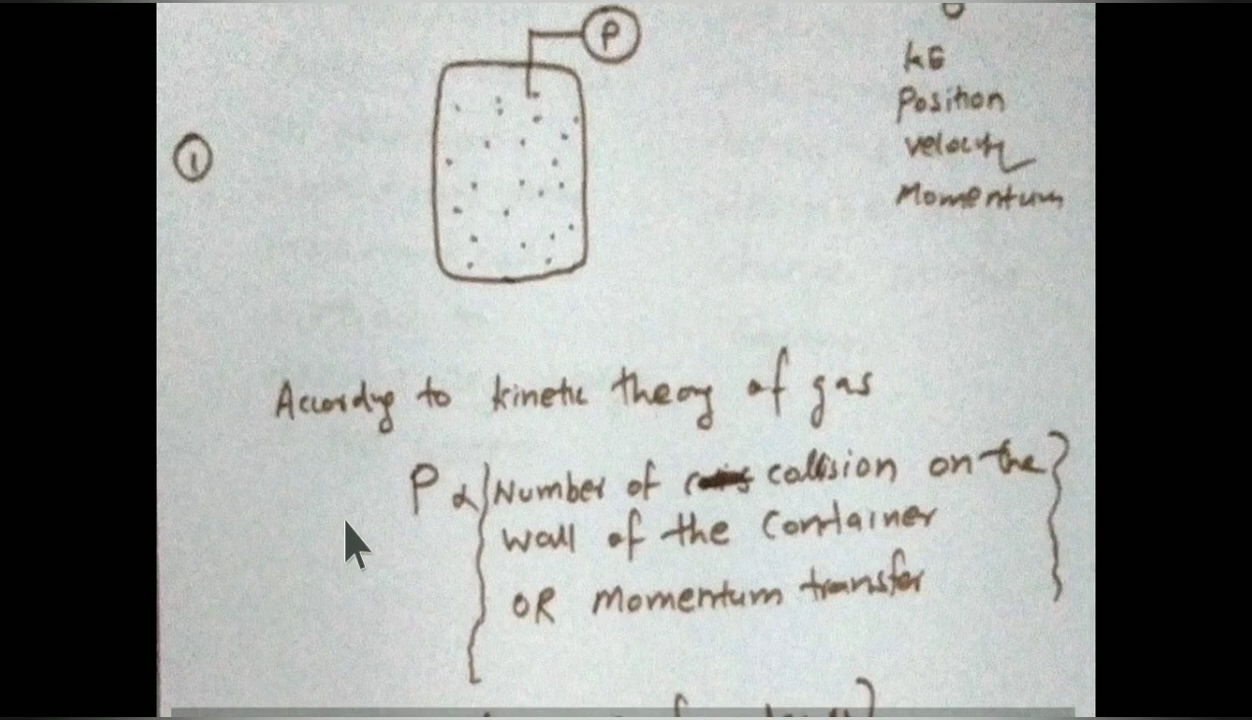 P
KE
Position
velocity
Momentum
1
According to kinetic theory of gas
P α { Number of collision on the }
wall of the container
OR Momentum transfer